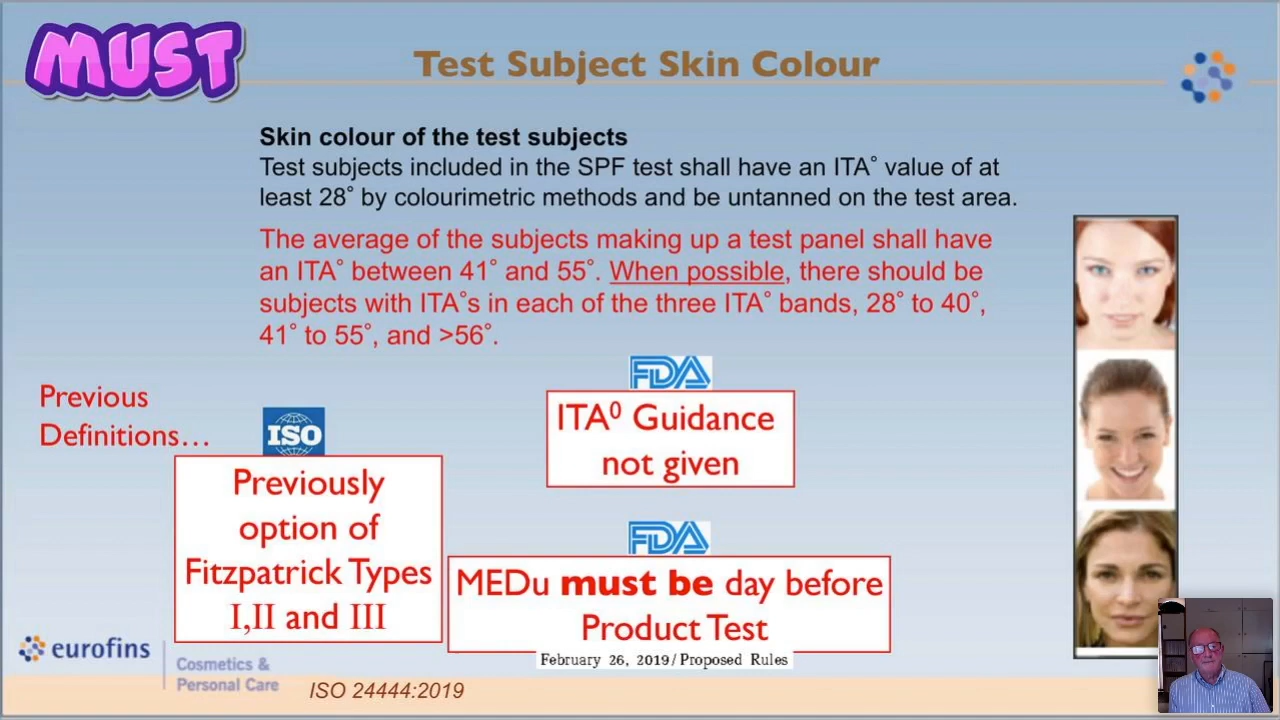 MUST
Test Subject Skin Colour
Skin colour of the test subjects
Test subjects included in the SPF test shall have an ITA° value of at
least 28° by colourimetric methods and be untanned on the test area.
The average of the subjects making up a test panel shall have
an ITA° between 41° and 55°. When possible, there should be
subjects with ITA°s in each of the three ITA° bands, 28° to 40°,
41° to 55°, and >56°.
Previous
Definitions...
ISO
Previously
option of
Fitzpatrick Types
I,II and III
FDA
ITA⁰ Guidance
not given
FDA
MEDu must be day before
Product Test
February 26, 2019/Proposed Rules
eurofins
Cosmetics &
Personal Care
ISO 24444:2019